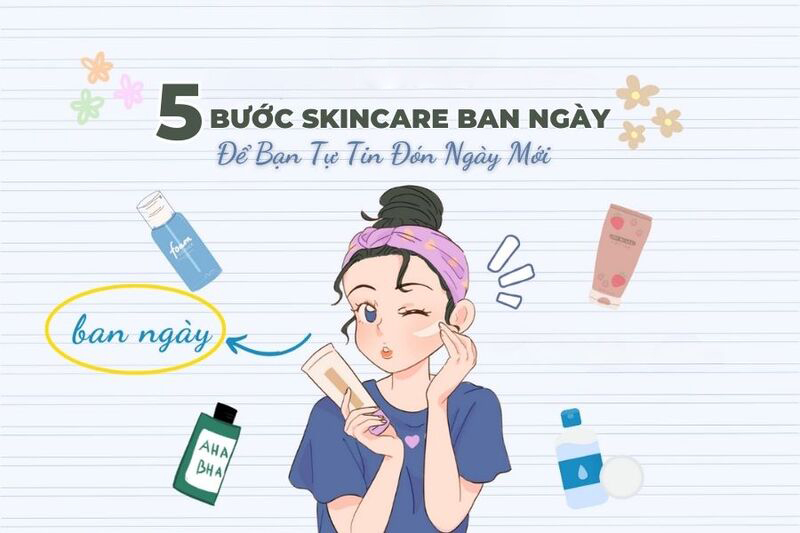 5 BƯỚC SKINCARE BAN NGÀY
Để Bạn Tự Tin Đón Ngày Mới
foam
ban ngày
AHA
BHA